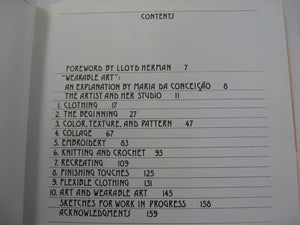 CONTENTS
FOREWORD BY LLOYD HERMAN 7
"WEARABLE ART":
AN EXPLANATION BY MARIA DA CONCEIÇÃO 8
THE ARTIST AND HER STUDIO 11
1. CLOTHING 17
2. THE BEGINNING 27
3. COLOR, TEXTURE, AND PATTERN 47
4. COLLAGE 67
5. EMBROIDERY 83
6. KNITTING AND CROCHET 93
7. RECREATING 109
8. FINISHING TOUCHES 125
9. FLEXIBLE CLOTHING 131
10. ART AND WEARABLE ART 145
SKETCHES FOR WORK IN PROGRESS 158
ACKNOWLEDGMENTS 159